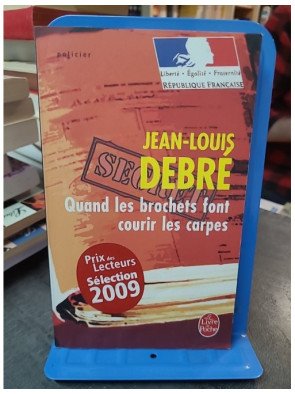 policier
Liberté • Égalité • Fraternité
RÉPUBLIQUE FRANÇAISE
JEAN-LOUIS
DEBRÉ
SECRET
Quand les brochets font
courir les carpes
Prix des
Lecteurs
Sélection
2009
Le Livre
de Poche